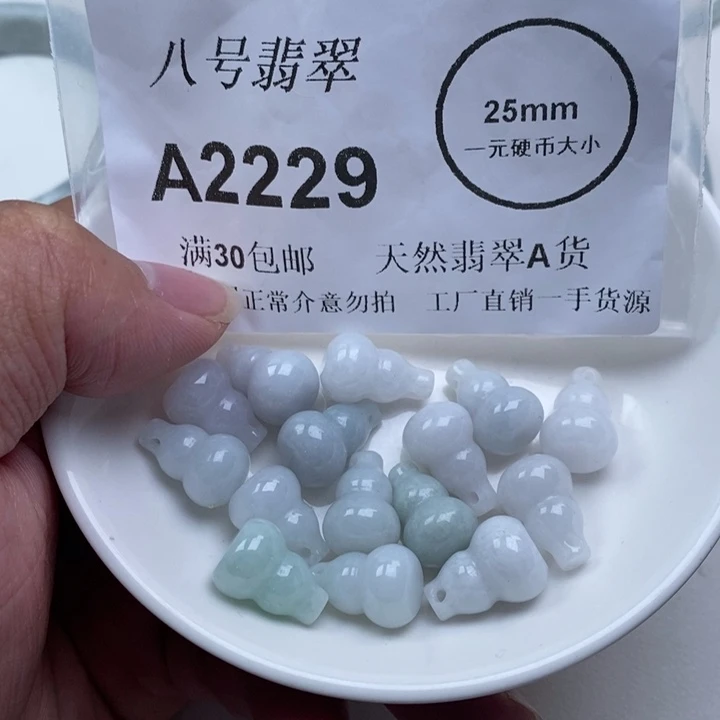 八号翡翠
25mm
一元硬币大小
A2229
满30包邮 天然翡翠A货
正常介意勿拍 工厂直销一手货源